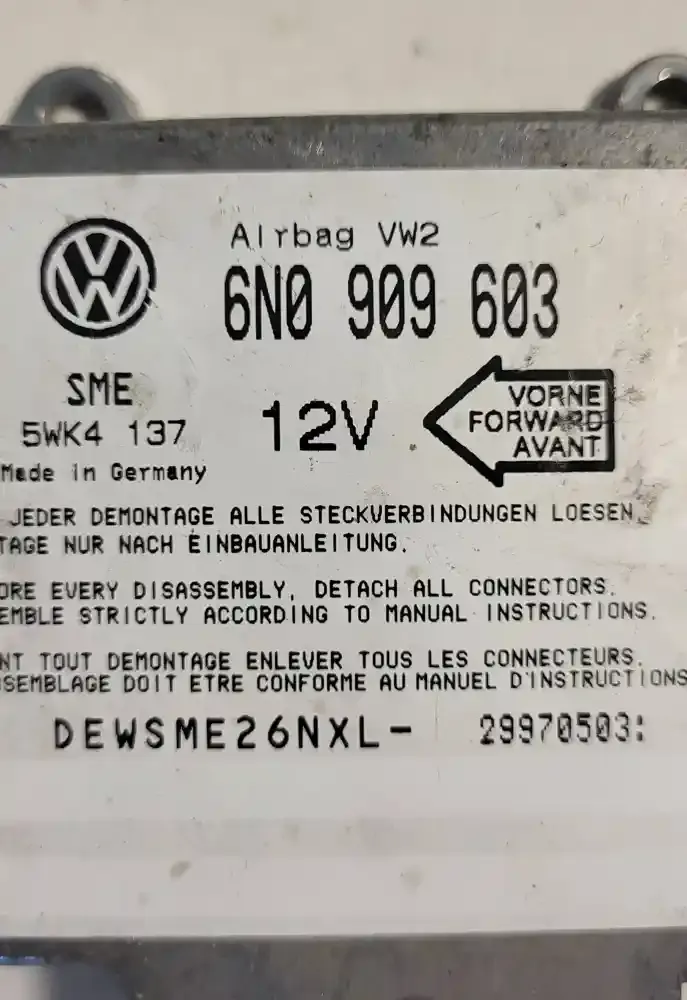 Airbag VW2
6N0 909 603
SME
5WK4 137
Made in Germany
12V
VORNE
FORWARD
AVANT
JEDER DEMONTAGE ALLE STECKVERBINDUNGEN LOESEN.
TAGE NUR NACH EINBAUANLEITUNG.
ORE EVERY DISASSEMBLY, DETACH ALL CONNECTORS.
EMBLE STRICTLY ACCORDING TO MANUAL INSTRUCTIONS.
NT TOUT DEMONTAGE ENLEVER TOUS LES CONNECTEURS.
SSEMBLAGE DOIT ETRE CONFORME AU MANUEL D'INSTRUCTIONS
DEWSME26NXL- 29970503: